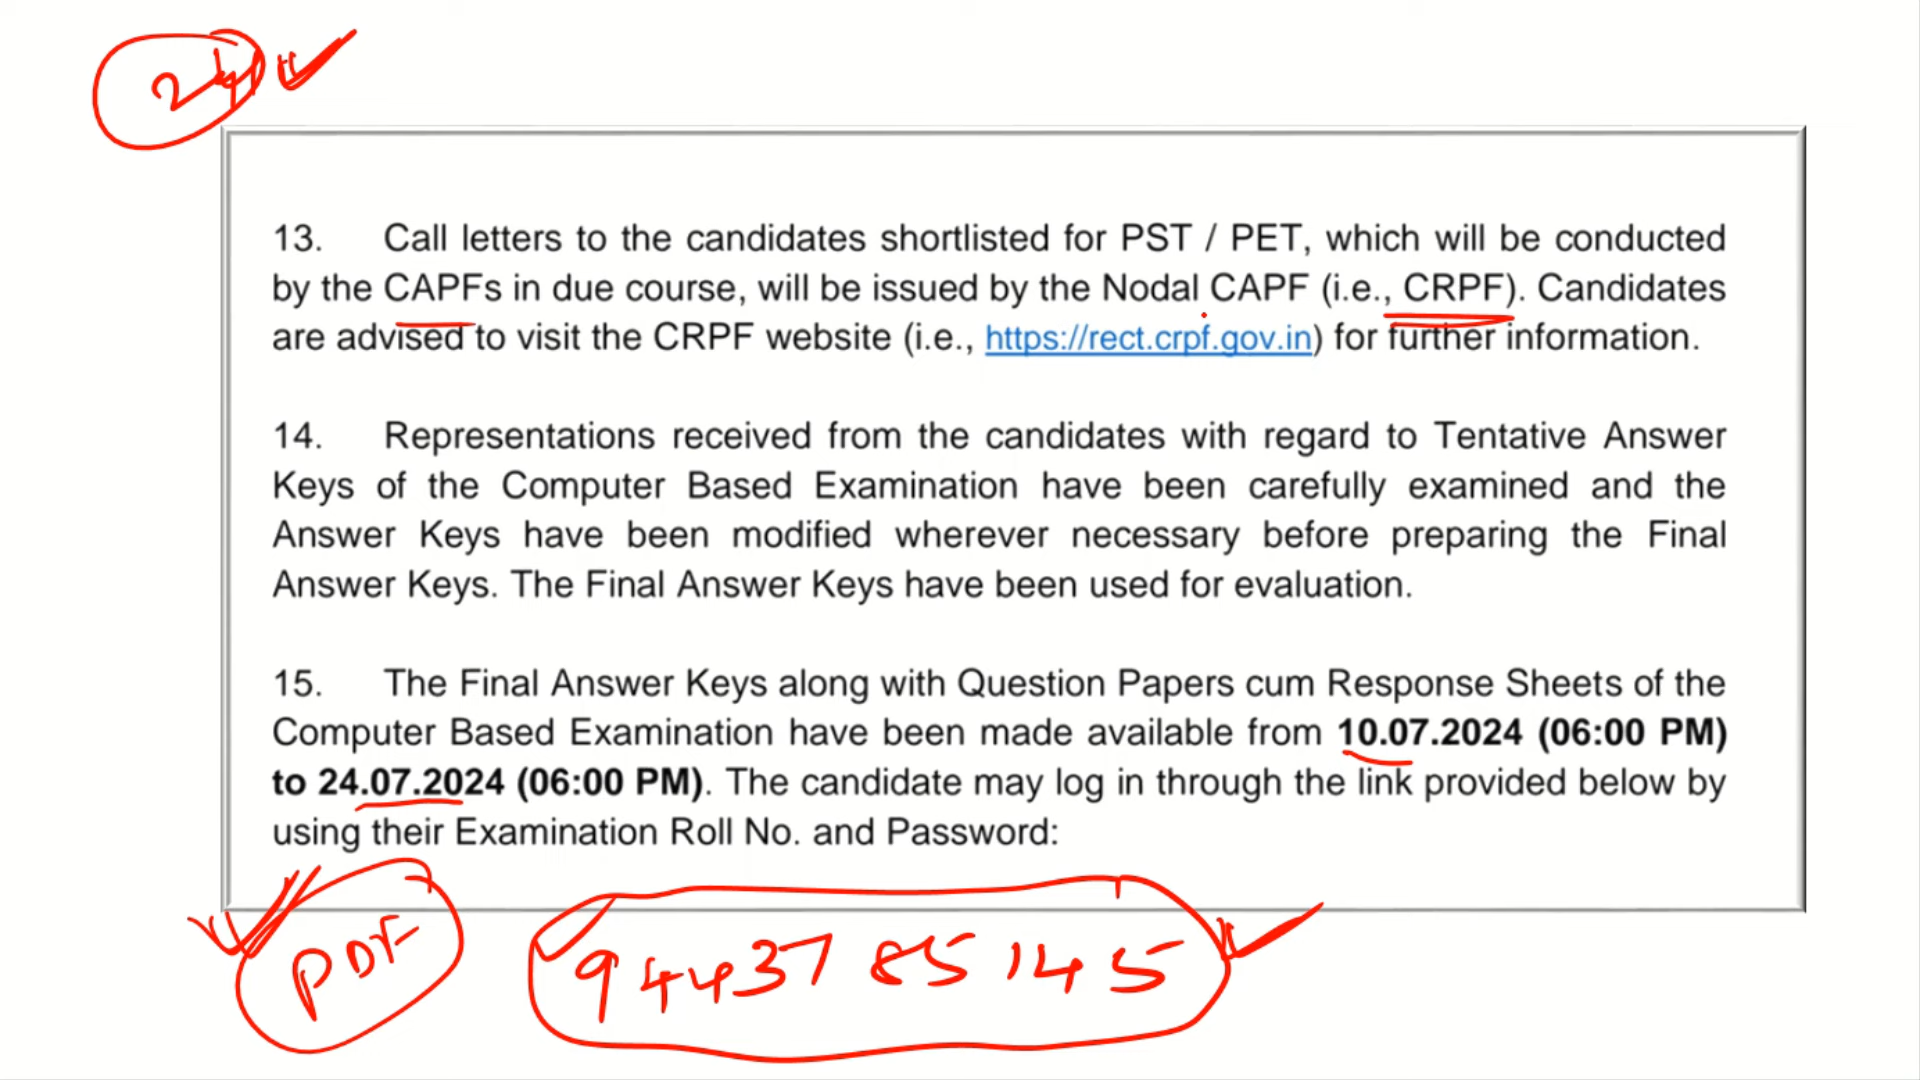 24
13. Call letters to the candidates shortlisted for PST / PET, which will be conducted
by the CAPFs in due course, will be issued by the Nodal CAPF (i.e., CRPF). Candidates
are advised to visit the CRPF website (i.e., https://rect.crpf.gov.in) for further information.
14. Representations received from the candidates with regard to Tentative Answer
Keys of the Computer Based Examination have been carefully examined and the
Answer Keys have been modified wherever necessary before preparing the Final
Answer Keys. The Final Answer Keys have been used for evaluation.
15. The Final Answer Keys along with Question Papers cum Response Sheets of the
Computer Based Examination have been made available from 10.07.2024 (06:00 PM)
to 24.07.2024 (06:00 PM). The candidate may log in through the link provided below by
using their Examination Roll No. and Password:
PDF 94437 85145